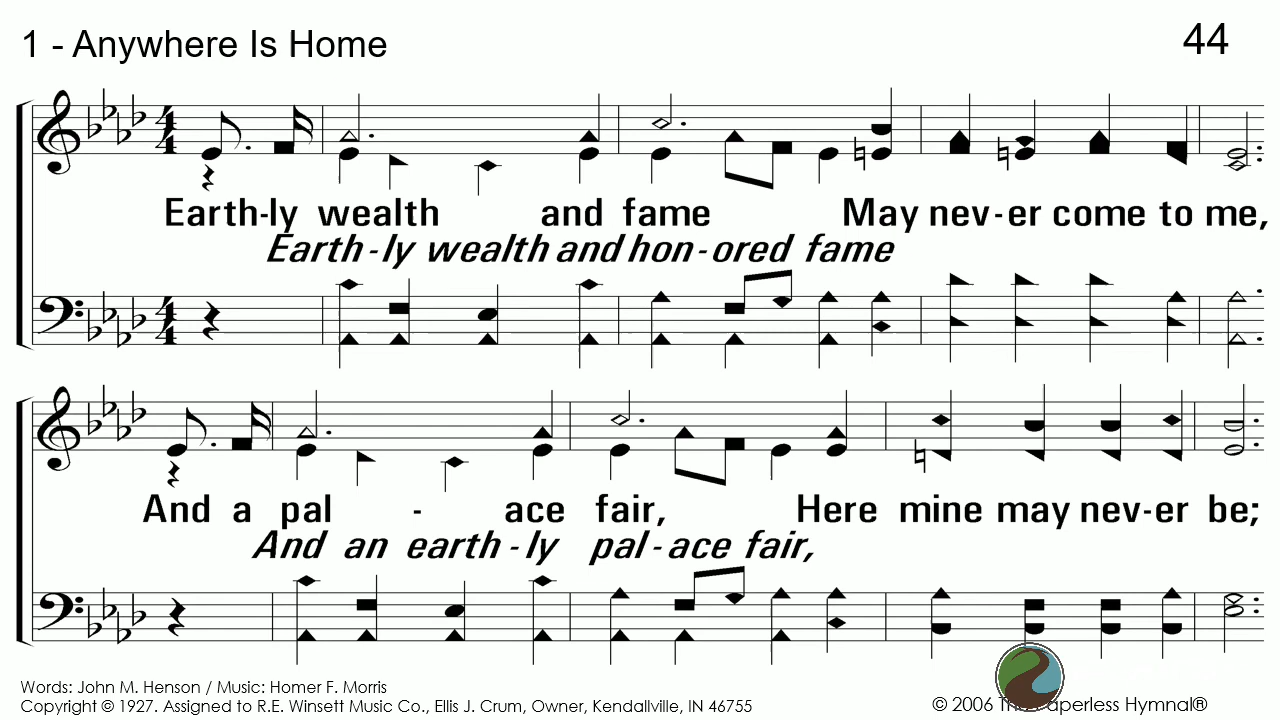 1 - Anywhere Is Home
44
Earth-ly wealth and fame May nev-er come to me,
Earth-ly wealth and hon-ored fame
And a pal - ace fair, Here mine may nev-er be;
And an earth-ly pal-ace fair,
Words: John M. Henson / Music: Homer F. Morris
Copyright © 1927. Assigned to R.E. Winsett Music Co., Ellis J. Crum, Owner, Kendallville, IN 46755
© 2006 Hymnal®